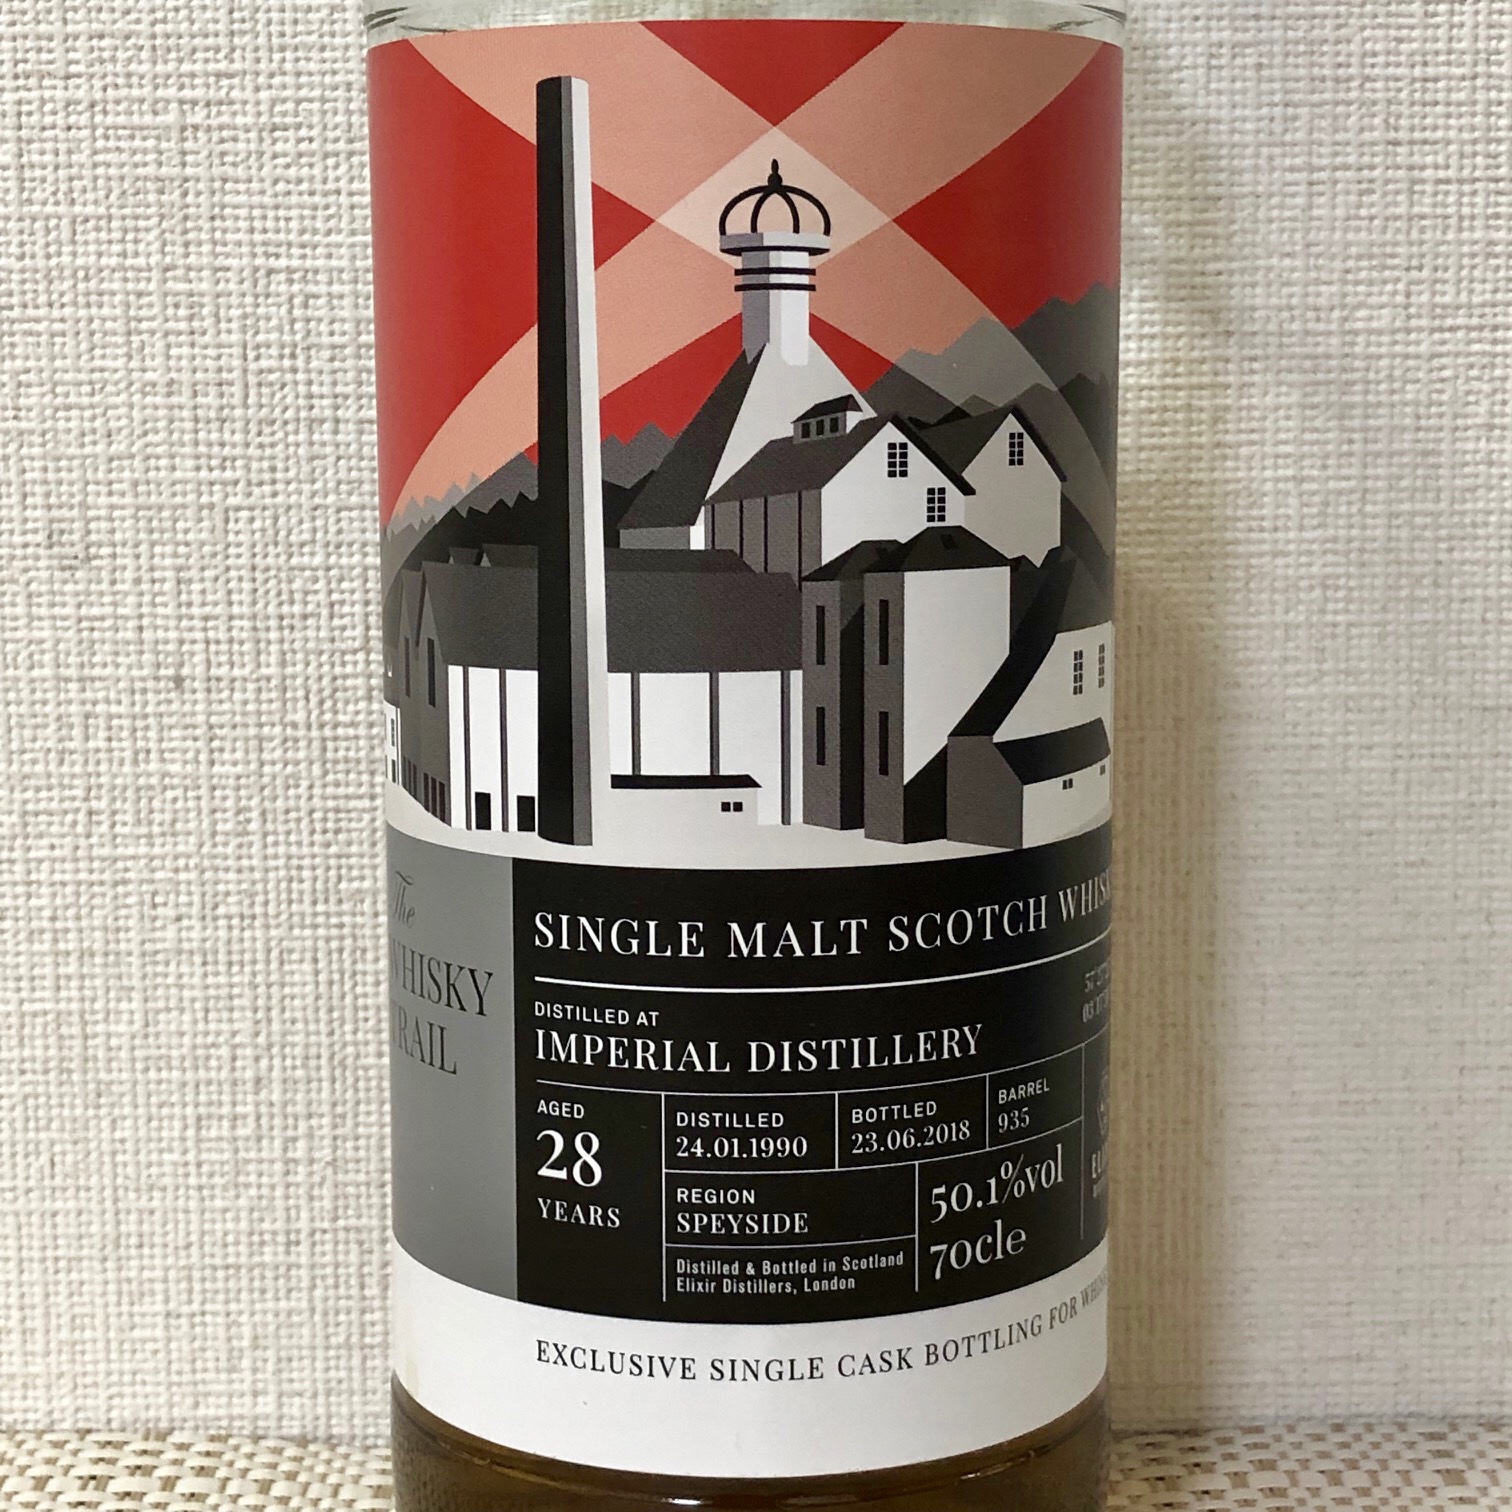 The
WHISKY
TRAIL
SINGLE MALT SCOTCH
DISTILLED AT
IMPERIAL DISTILLERY
AGED
28
YEARS
DISTILLED
24.01.1990
BOTTLED
23.06.2018
BARREL
935
REGION
SPEYSIDE
50.1%vol
70cle
Distilled & Bottled in Scotland
Elixir Distillers, London
EXCLUSIVE SINGLE CASK BOTTLING FOR